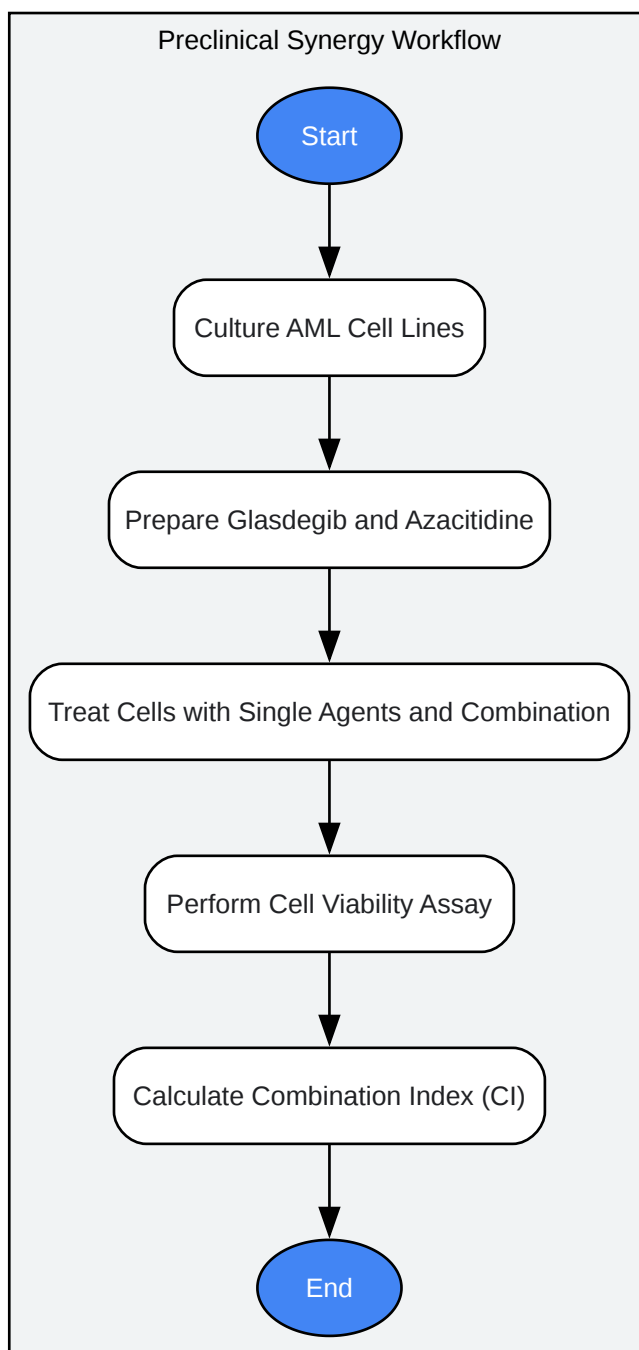 Preclinical Synergy Workflow
Start
Culture AML Cell Lines
Prepare Glasdegib and Azacitidine
Treat Cells with Single Agents and Combination
Perform Cell Viability Assay
Calculate Combination Index (CI)
End